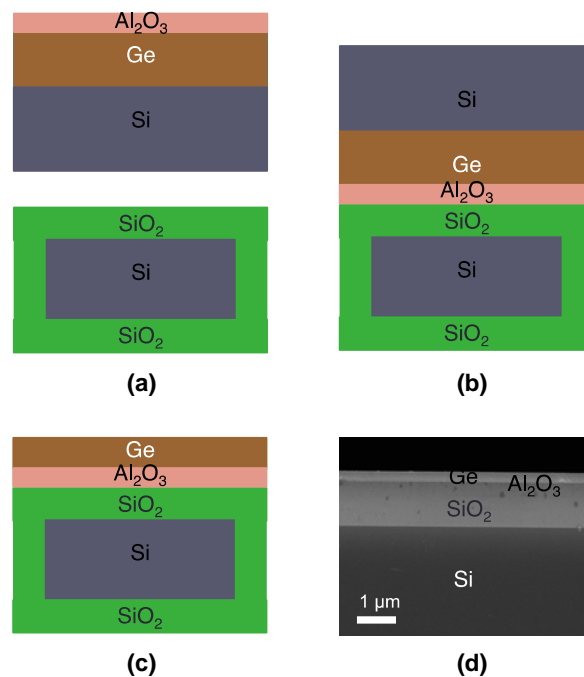 Al₂O₃
Ge
Si
SiO₂
Si
SiO₂
(a)
Si
Ge
Al₂O₃
SiO₂
Si
SiO₂
(b)
Ge
Al₂O₃
SiO₂
Si
SiO₂
(c)
Ge
Al₂O₃
SiO₂
Si
1 μm
(d)